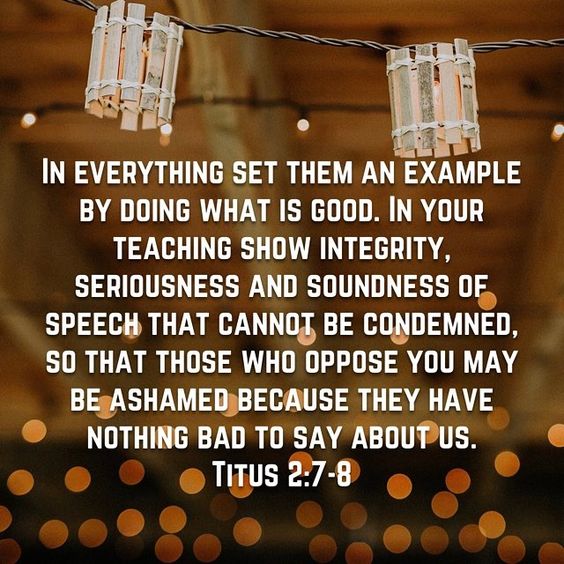 In everything set them an example
by doing what is good. In your
teaching show integrity,
seriousness and soundness of
speech that cannot be condemned,
so that those who oppose you may
be ashamed because they have
nothing bad to say about us.
Titus 2:7-8